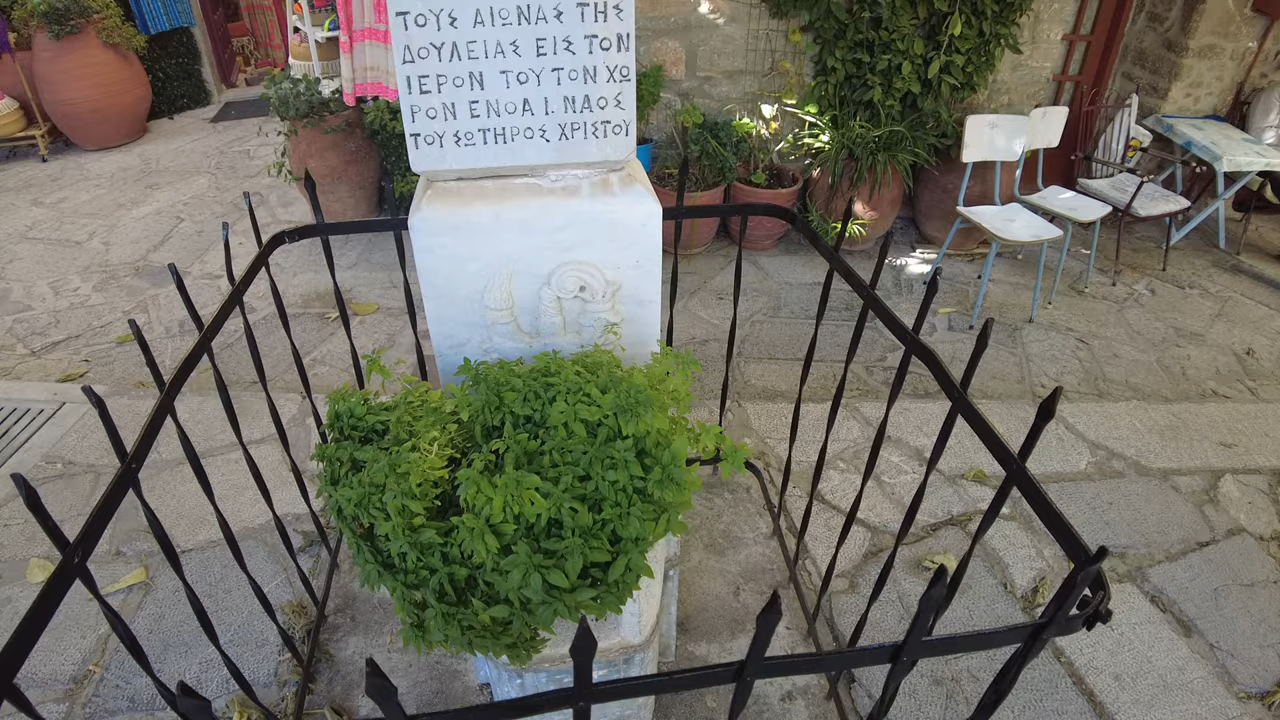 ΤΟΥΣ ΑΙΩΝΑΣ ΤΗΣ
ΔΟΥΛΕΙΑΣ ΕΙΣ ΤΟΝ
ΙΕΡΟΝ ΤΟΥΤΟΝ ΧΩ
ΡΟΝ ΕΝΘΑ Ι. ΝΑΟΣ
ΤΟΥ ΣΩΤΗΡΟΣ ΧΡΙΣΤΟΥ